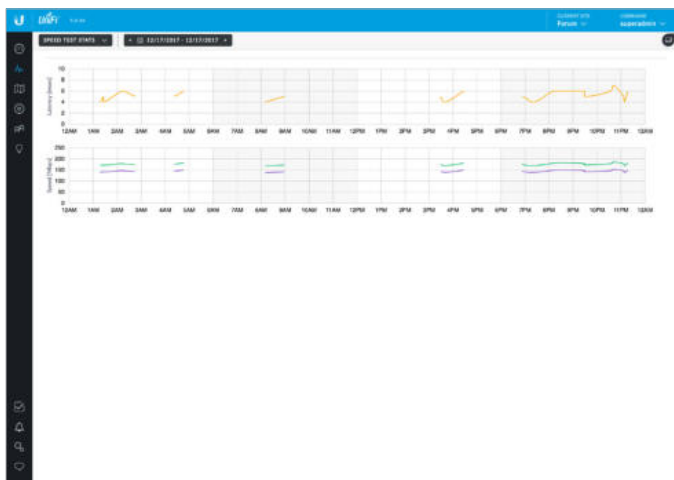 UniFi
CURRENT SITE
Forum
USERNAME
superadmin
SPEED TEST STATS
12/17/2017 - 12/17/2017
Latency [msec]
10
8
6
4
2
0
12AM 1AM 2AM 3AM 4AM 5AM 6AM 7AM 8AM 9AM 10AM 11AM 12PM 1PM 2PM 3PM 4PM 5PM 6PM 7PM 8PM 9PM 10PM 11PM 12AM
Speed [Mbps]
250
200
150
100
50
0
12AM 1AM 2AM 3AM 4AM 5AM 6AM 7AM 8AM 9AM 10AM 11AM 12PM 1PM 2PM 3PM 4PM 5PM 6PM 7PM 8PM 9PM 10PM 11PM 12AM